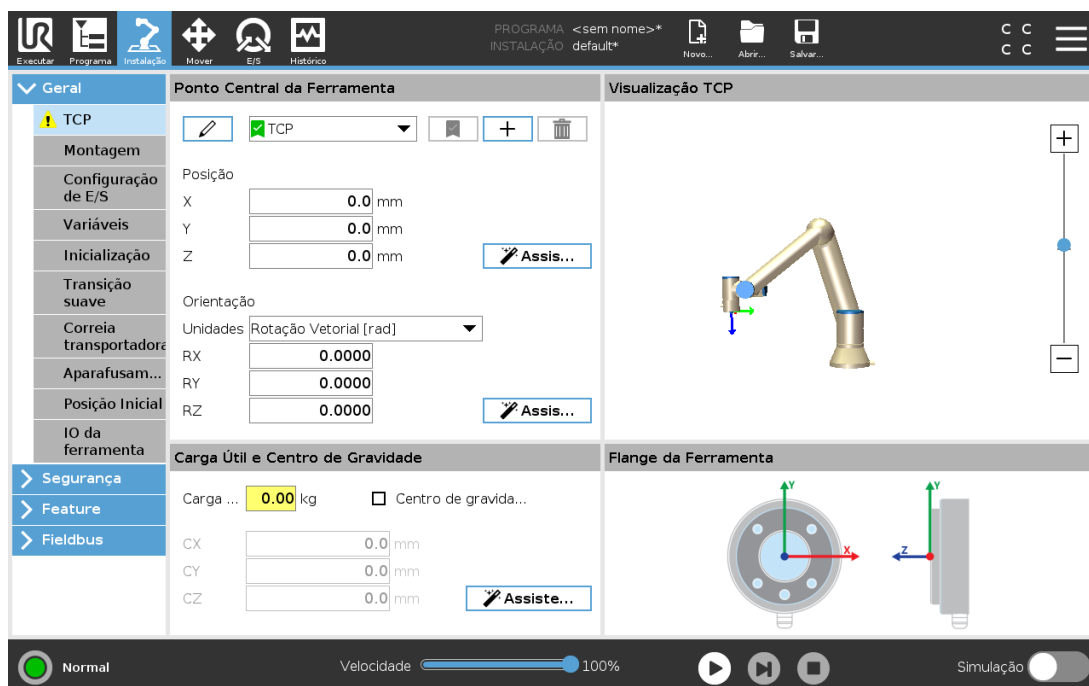 UR
PROGRAMA <sem nome>*
INSTALAÇÃO default*
C C
C C
Executar Programa Instalação Mover E/S Histórico Novo... Abrir... Salvar...
Geral
TCP
Montagem
Configuração
de E/S
Variáveis
Inicialização
Transição
suave
Correia
transportadora
Aparafusam...
Posição Inicial
IO da
ferramenta
Segurança
Feature
Fieldbus
Ponto Central da Ferramenta
TCP
Posição
X 0.0 mm
Y 0.0 mm
Z 0.0 mm Assis...
Orientação
Unidades Rotação Vetorial [rad]
RX 0.0000
RY 0.0000
RZ 0.0000 Assis...
Carga Útil e Centro de Gravidade
Carga ... 0.00 kg Centro de gravida...
CX 0.0 mm
CY 0.0 mm
CZ 0.0 mm Assiste...
Visualização TCP
Flange da Ferramenta
Y Y
X Z
Normal Velocidade 100% Simulação